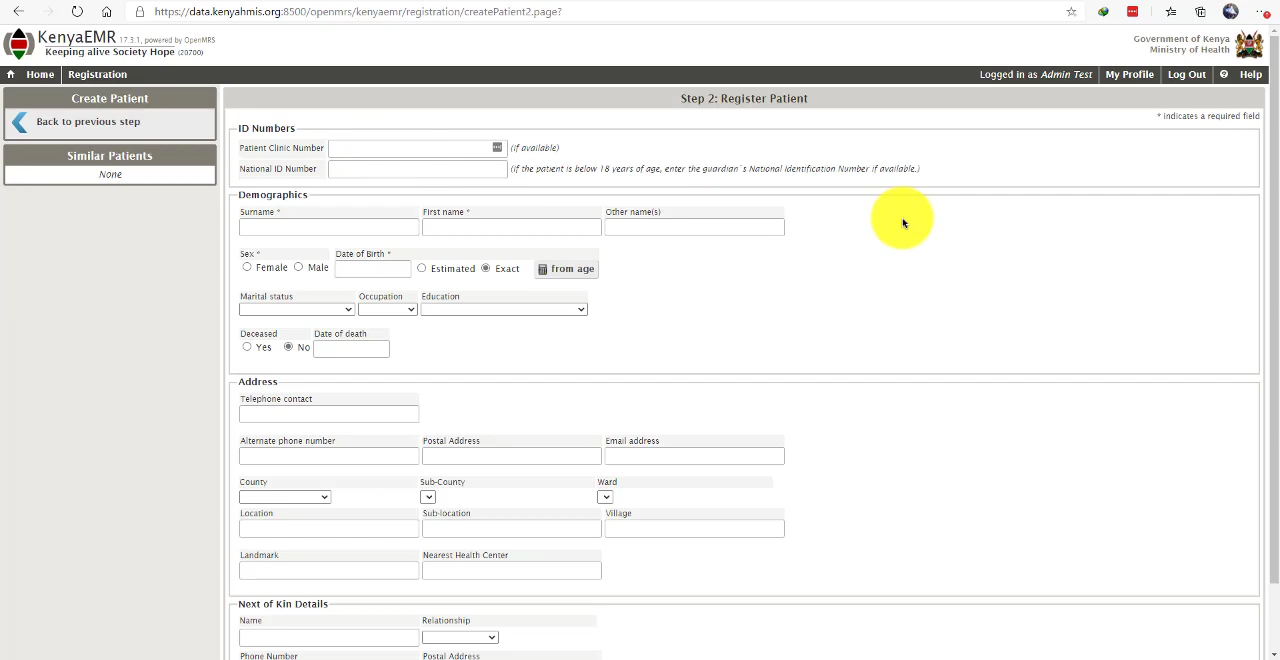 https://data.kenyahmis.org:8500/openmrs/kenyaemr/registration/createPatient2.page?
KenyaEMR 17.3.1, powered by OpenMRS
Keeping alive Society Hope (20700)
Government of Kenya
Ministry of Health
Home Registration Logged in as Admin Test My Profile Log Out Help
Create Patient
Back to previous step
Similar Patients
None
Step 2: Register Patient
* indicates a required field
ID Numbers
Patient Clinic Number (if available)
National ID Number (if the patient is below 18 years of age, enter the guardian`s National Identification Number if available.)
Demographics
Surname * First name * Other name(s)
Sex * Date of Birth *
Female Male Estimated Exact from age
Marital status Occupation Education
Deceased Date of death
Yes No
Address
Telephone contact
Alternate phone number Postal Address Email address
County Sub-County Ward
Location Sub-location Village
Landmark Nearest Health Center
Next of Kin Details
Name Relationship
Phone Number Postal Address